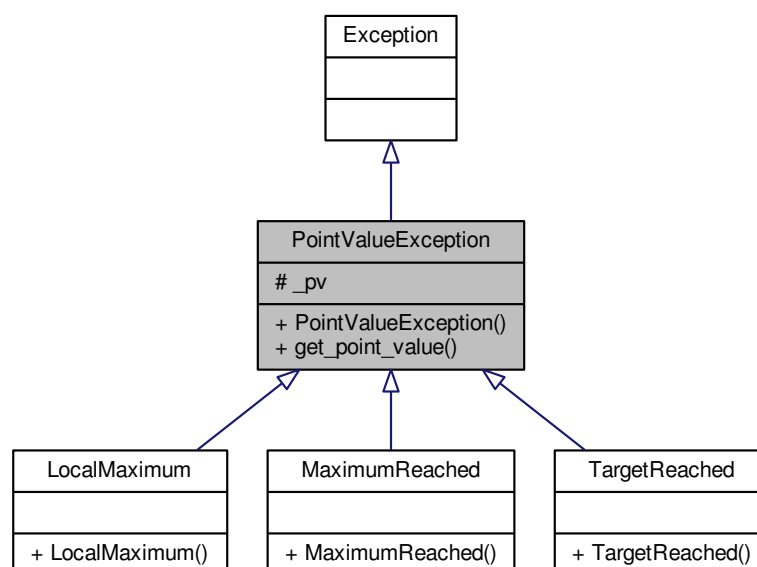 Exception
PointValueException
# _pv
+ PointValueException()
+ get_point_value()
LocalMaximum
+ LocalMaximum()
MaximumReached
+ MaximumReached()
TargetReached
+ TargetReached()